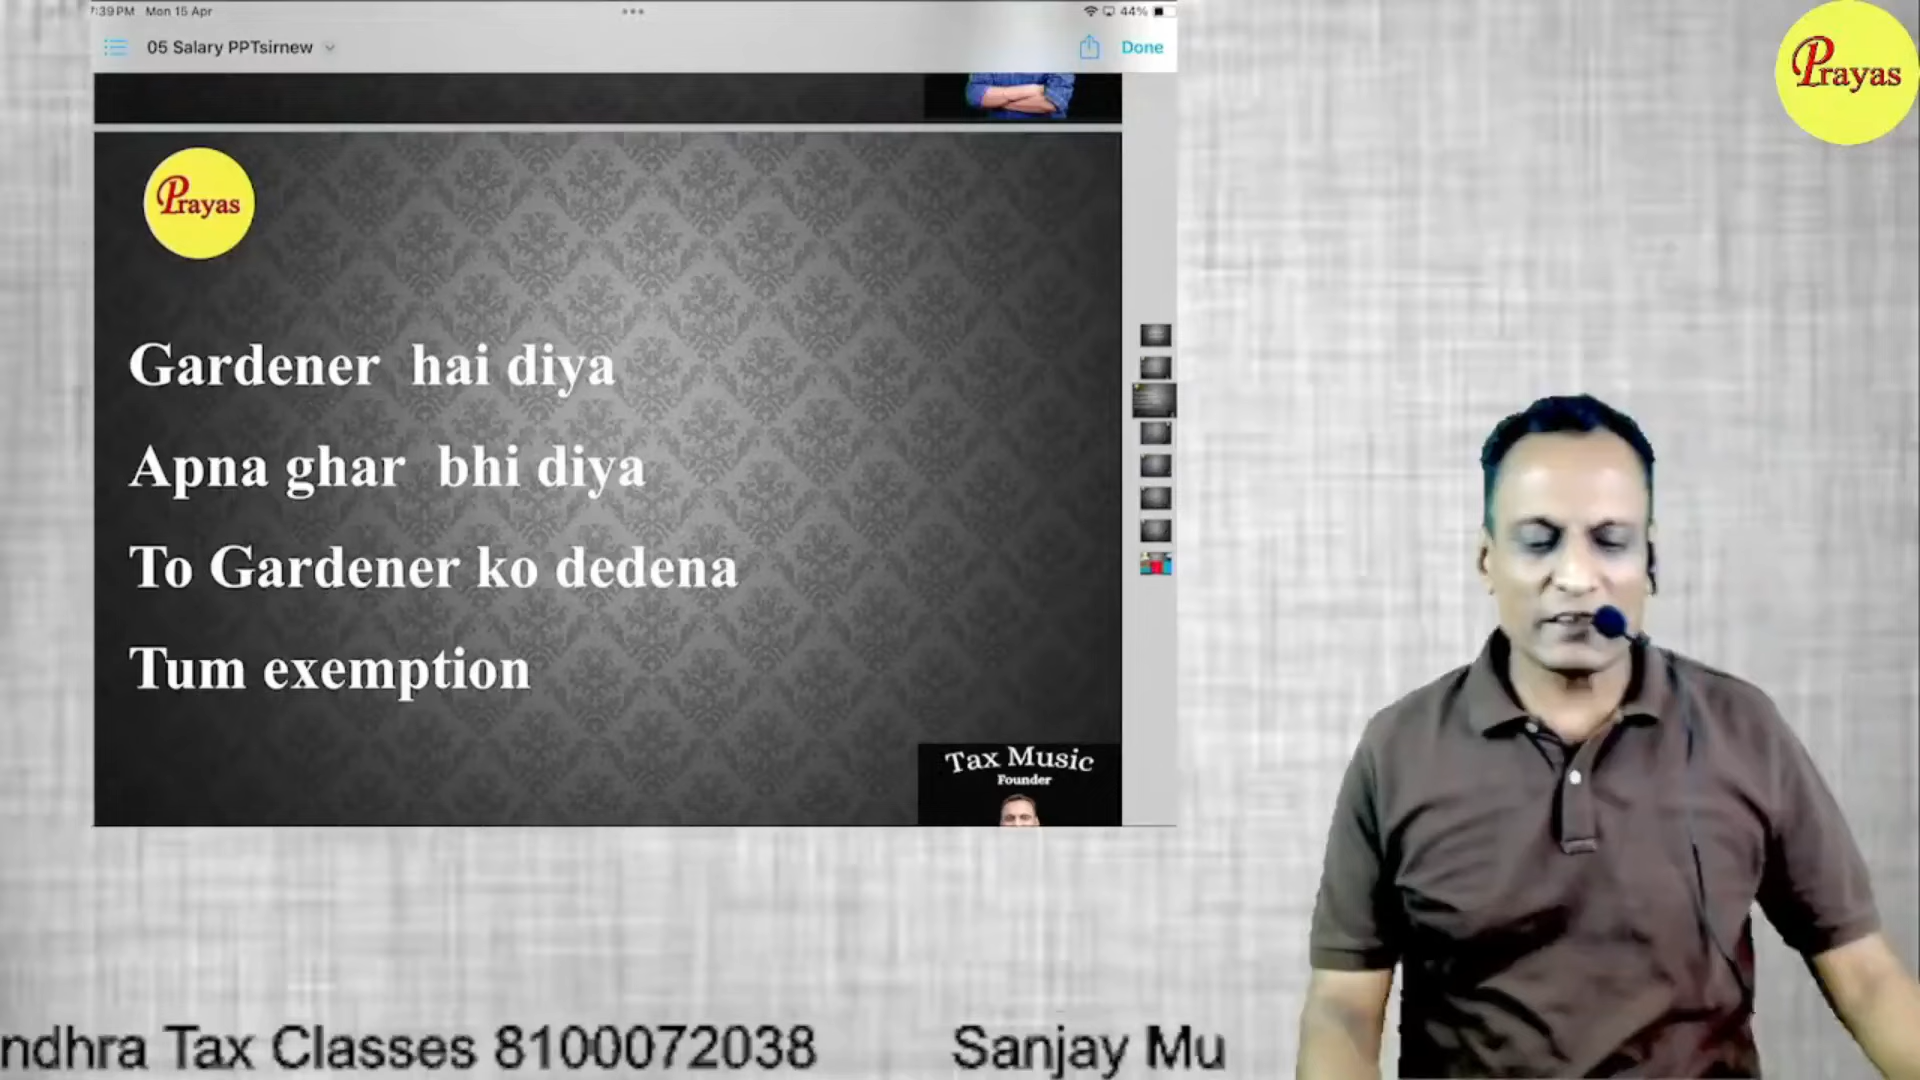 7:39 PM Mon 15 Apr
44%
05 Salary PPTsirnew
Done
Prayas
Prayas
Gardener hai diya
Apna ghar bhi diya
To Gardener ko dedena
Tum exemption
Tax Music
Founder
ndhra Tax Classes 8100072038 Sanjay Mu